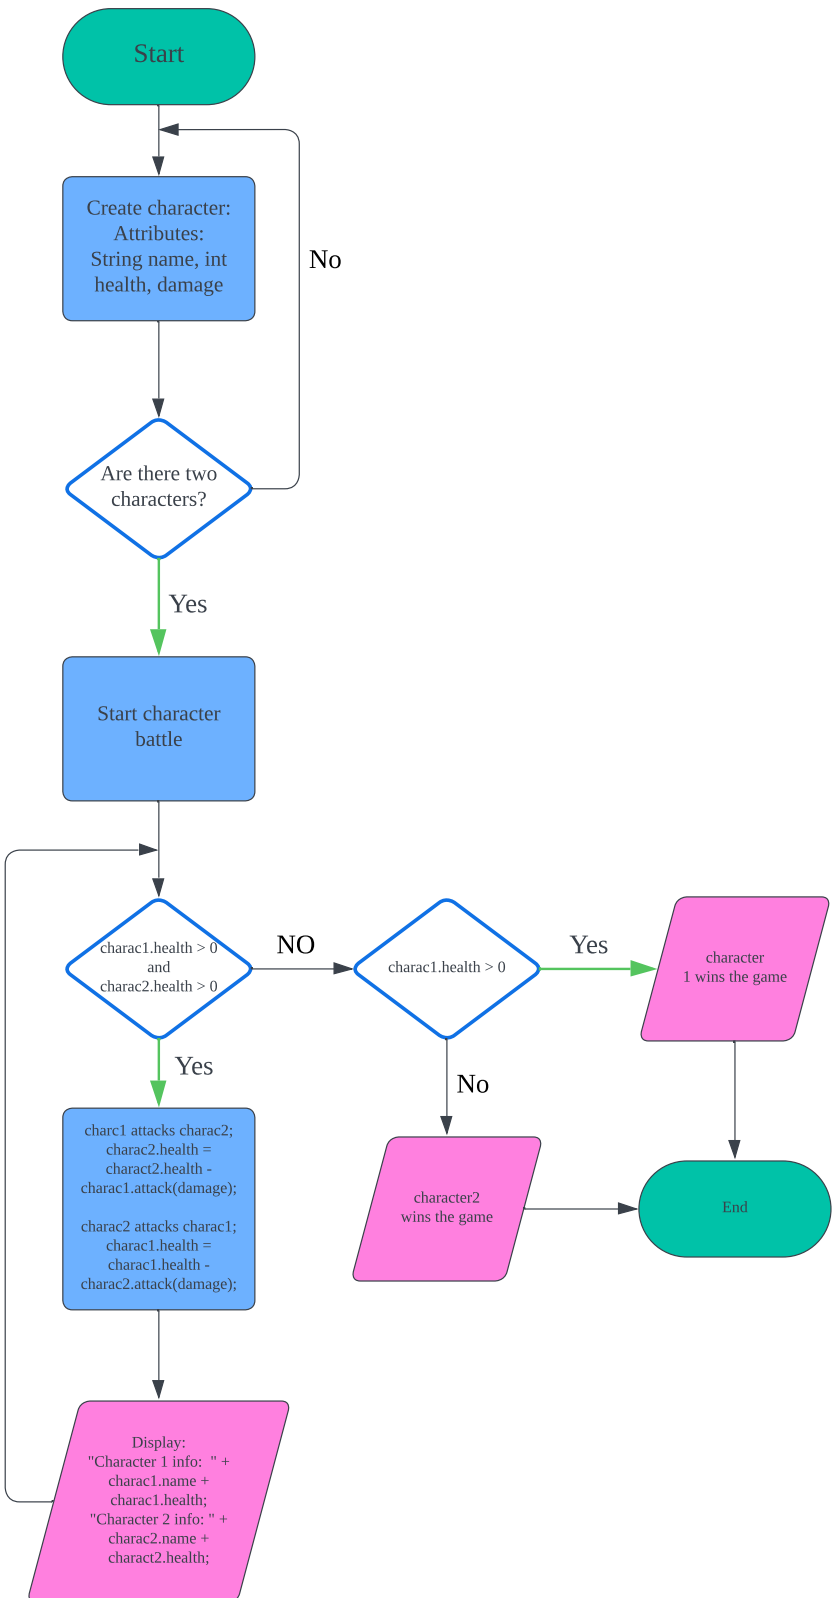 Start
Create character:
Attributes:
String name, int
health, damage
No
Are there two
characters?
Yes
Start character
battle
charac1.health > 0
and
charac2.health > 0
NO
charac1.health > 0
Yes
character
1 wins the game
Yes
No
charc1 attacks charac2;
charac2.health =
charact2.health -
charac1.attack(damage);
charac2 attacks charac1;
charac1.health =
charac1.health -
charac2.attack(damage);
character2
wins the game
End
Display:
"Character 1 info:  " +
charac1.name +
charac1.health;
"Character 2 info: " +
charac2.name +
charact2.health;